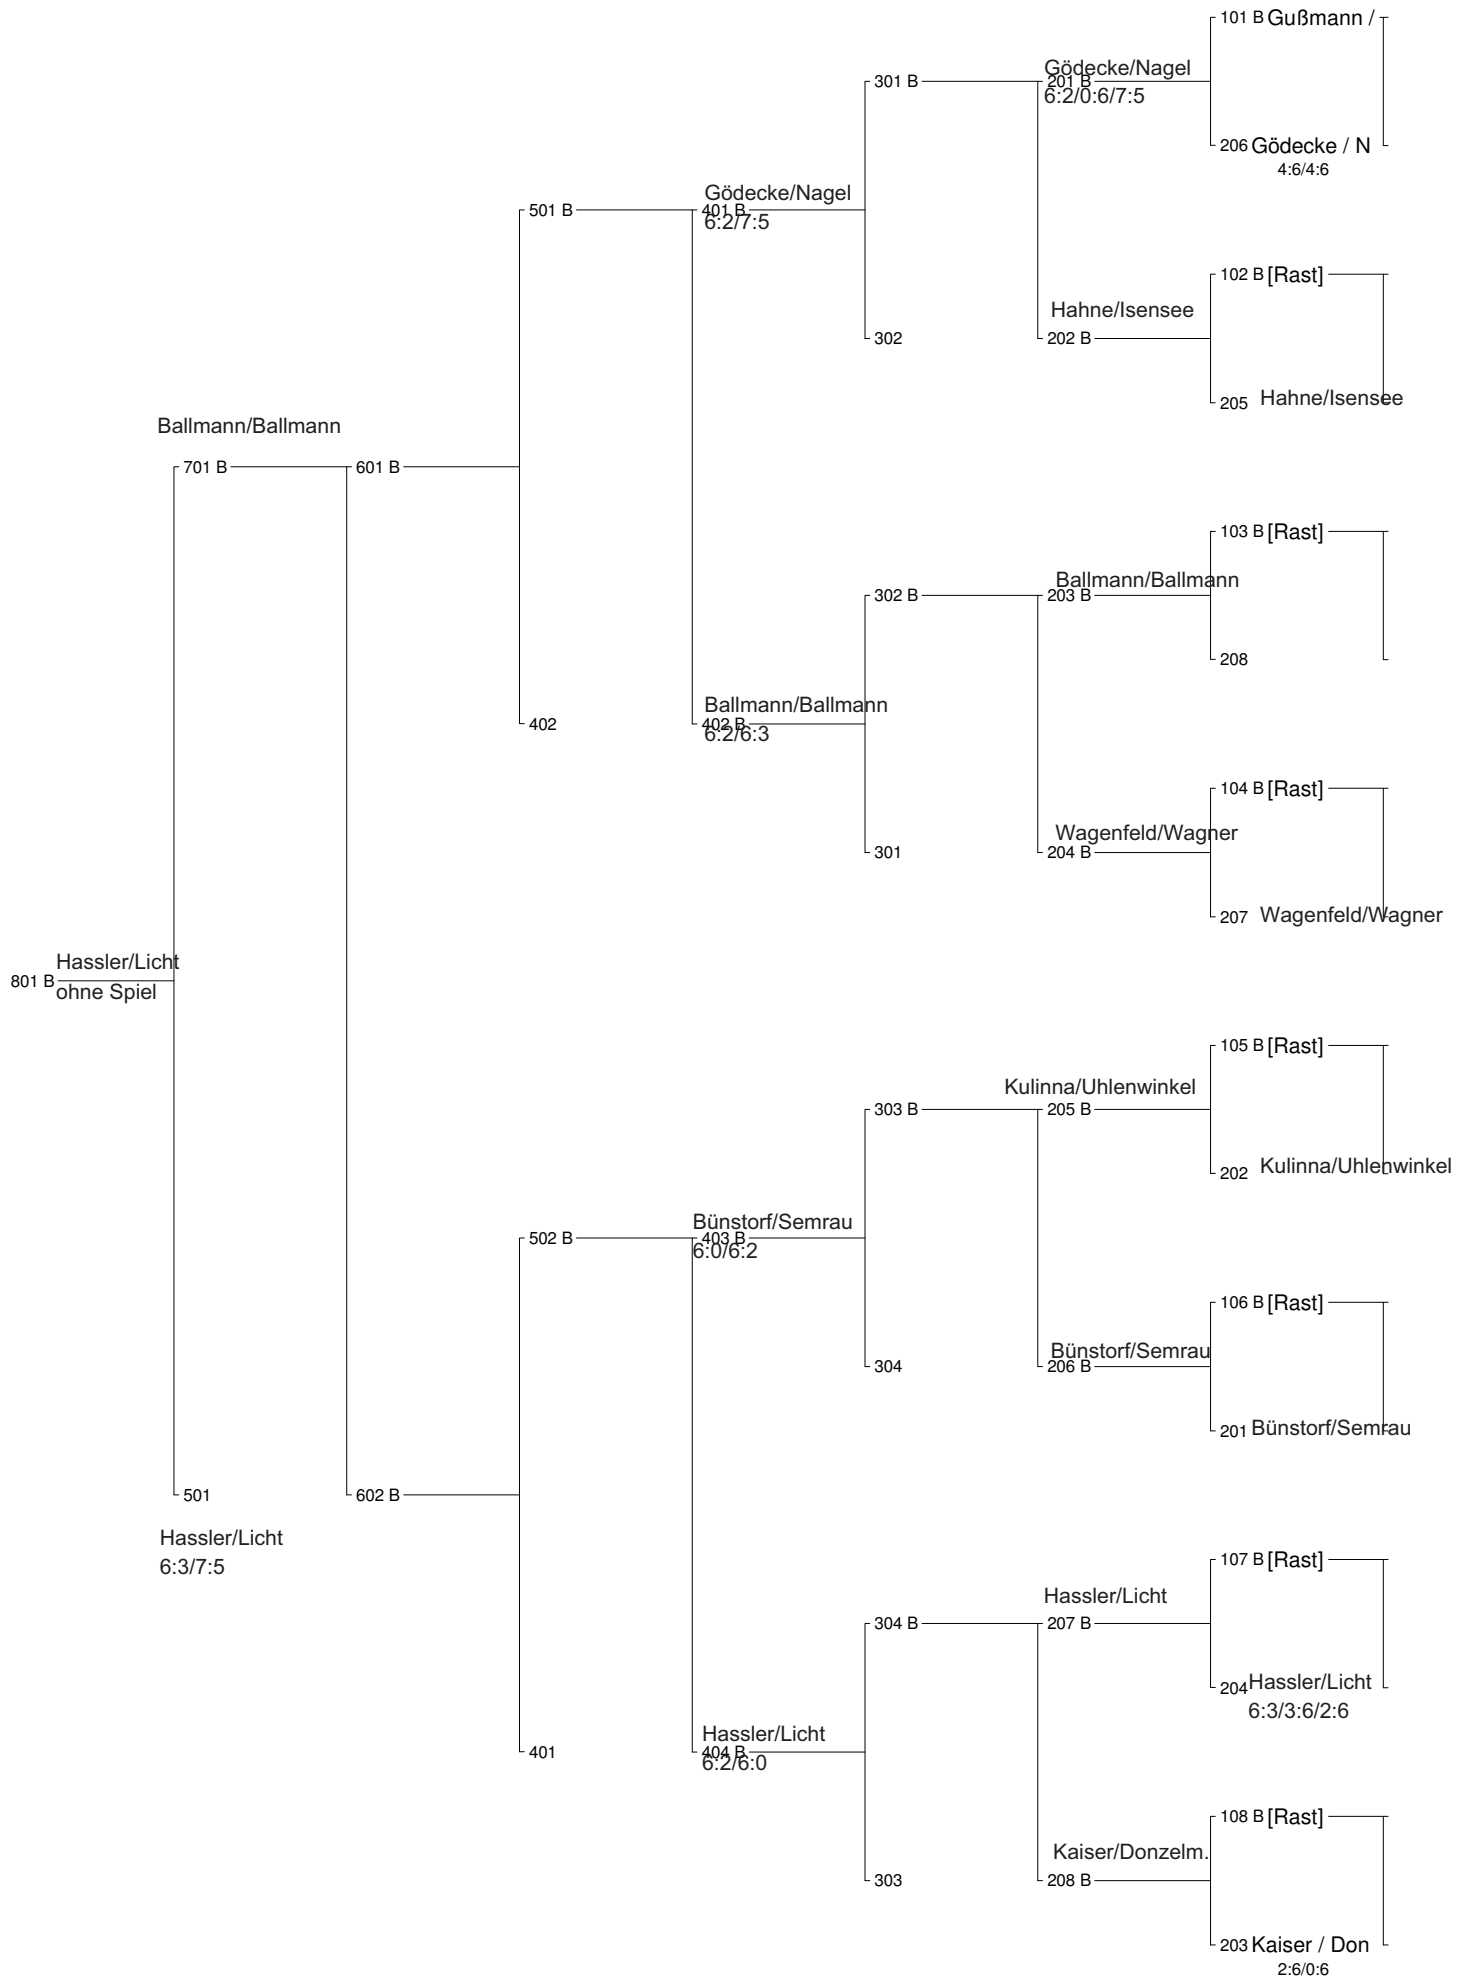 101 B Gußmann /
Gödecke/Nagel
301 B
201 B
6:2/0:6/7:5
206 Gödecke / N
4:6/4:6
Gödecke/Nagel
501 B
401 B
6:2/7:5
102 B [Rast]
Hahne/Isensee
302
202 B
205 Hahne/Isensee
Ballmann/Ballmann
701 B
601 B
103 B [Rast]
Ballmann/Ballmann
302 B
203 B
208
Ballmann/Ballmann
402
402 B
6:2/6:3
104 B [Rast]
Wagenfeld/Wagner
301
204 B
207 Wagenfeld/Wagner
Hassler/Licht
801 B
ohne Spiel
105 B [Rast]
Kulinna/Uhlenwinkel
303 B
205 B
202 Kulinna/Uhlenwinkel
Bünstorf/Semrau
502 B
403 B
6:0/6:2
106 B [Rast]
Bünstorf/Semrau
304
206 B
201 Bünstorf/Semrau
501
602 B
Hassler/Licht
6:3/7:5
107 B [Rast]
Hassler/Licht
304 B
207 B
204 Hassler/Licht
6:3/3:6/2:6
Hassler/Licht
401
404 B
6:2/6:0
108 B [Rast]
Kaiser/Donzelm.
303
208 B
203 Kaiser / Don
2:6/0:6